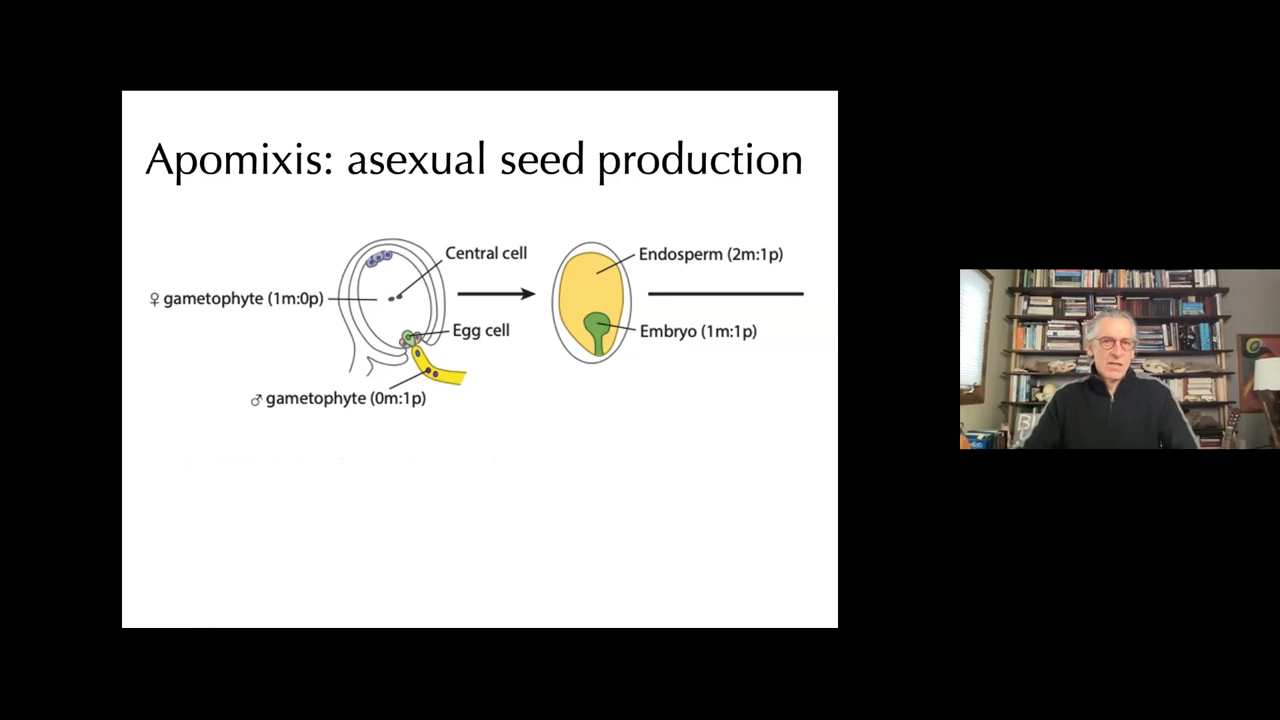 Apomixis: asexual seed production
Central cell
Endosperm (2m:1p)
♀ gametophyte (1m:0p)
Egg cell
Embryo (1m:1p)
♂ gametophyte (0m:1p)